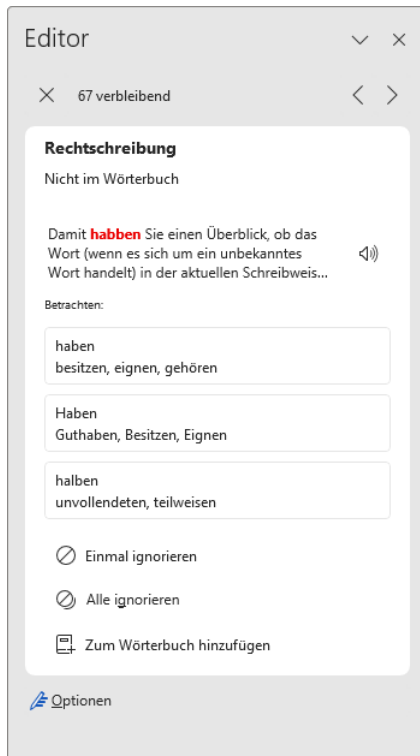 Editor
67 verbleibend
Rechtschreibung
Nicht im Wörterbuch
Damit habben Sie einen Überblick, ob das
Wort (wenn es sich um ein unbekanntes
Wort handelt) in der aktuellen Schreibweis...
Betrachten:
haben
besitzen, eignen, gehören
Haben
Guthaben, Besitzen, Eignen
halben
unvollendeten, teilweisen
Einmal ignorieren
Alle ignorieren
Zum Wörterbuch hinzufügen
Optionen